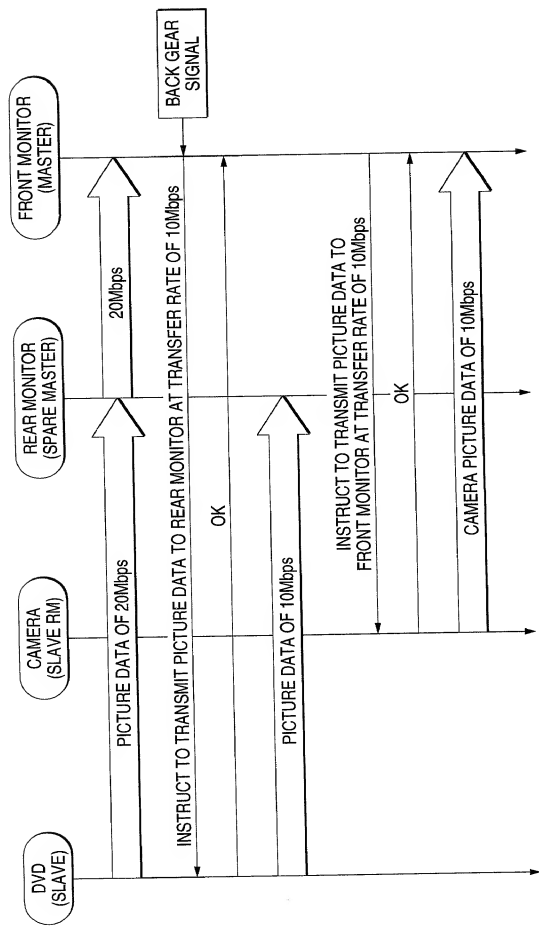 DVD
(SLAVE)
CAMERA
(SLAVE RM)
REAR MONITOR
(SPARE MASTER)
FRONT MONITOR
(MASTER)
PICTURE DATA OF 20Mbps
20Mbps
BACK GEAR
SIGNAL
INSTRUCT TO TRANSMIT PICTURE DATA TO REAR MONITOR AT TRANSFER RATE OF 10Mbps
OK
PICTURE DATA OF 10Mbps
INSTRUCT TO TRANSMIT PICTURE DATA TO
FRONT MONITOR AT TRANSFER RATE OF 10Mbps
OK
CAMERA PICTURE DATA OF 10Mbps